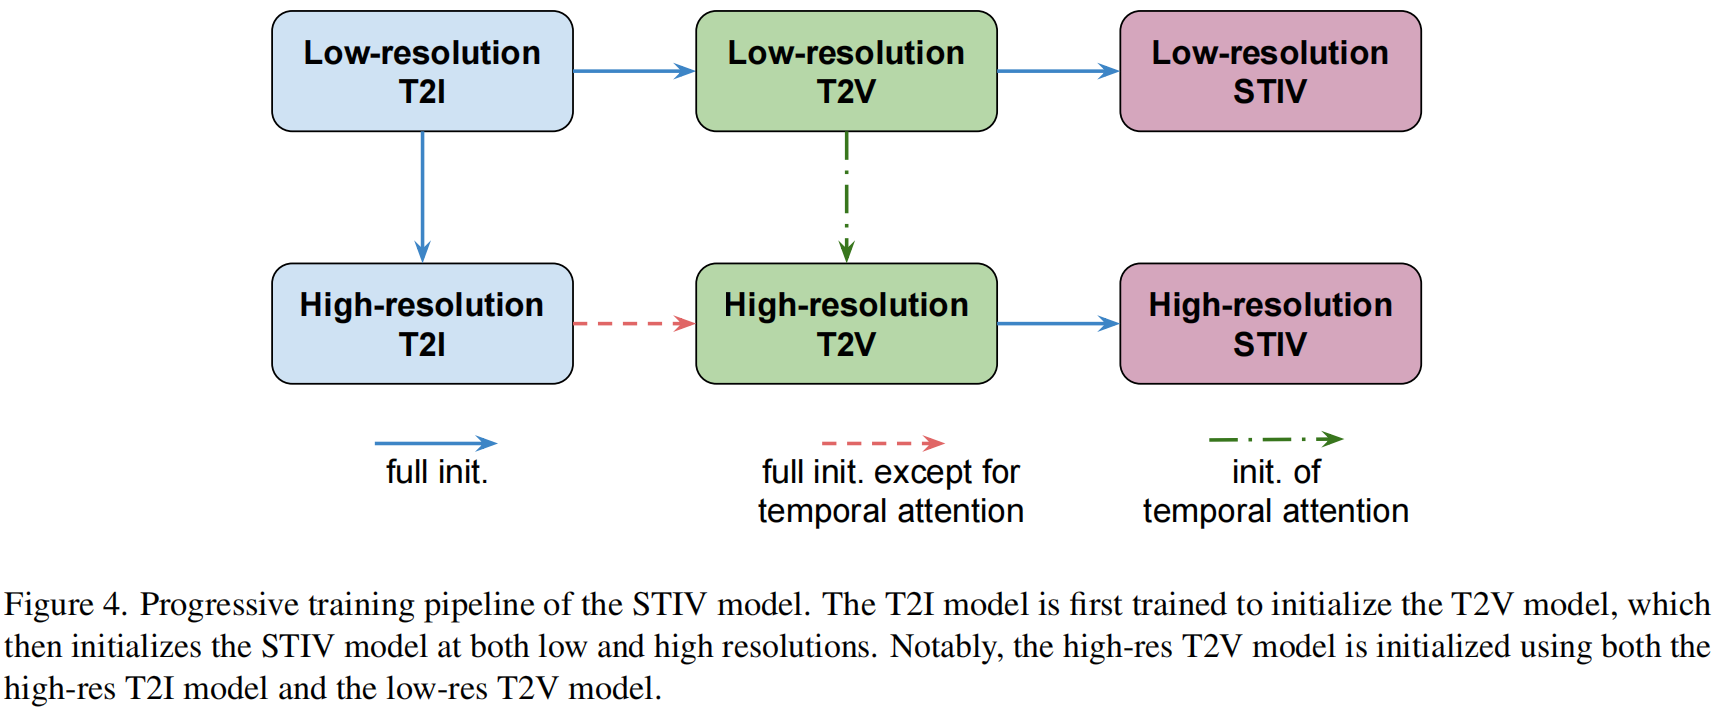 Low-resolution
T2I
Low-resolution
T2V
Low-resolution
STIV
High-resolution
T2I
High-resolution
T2V
High-resolution
STIV
full init.
full init. except for
temporal attention
init. of
temporal attention
Figure 4. Progressive training pipeline of the STIV model. The T2I model is first trained to initialize the T2V model, which
then initializes the STIV model at both low and high resolutions. Notably, the high-res T2V model is initialized using both the
high-res T2I model and the low-res T2V model.